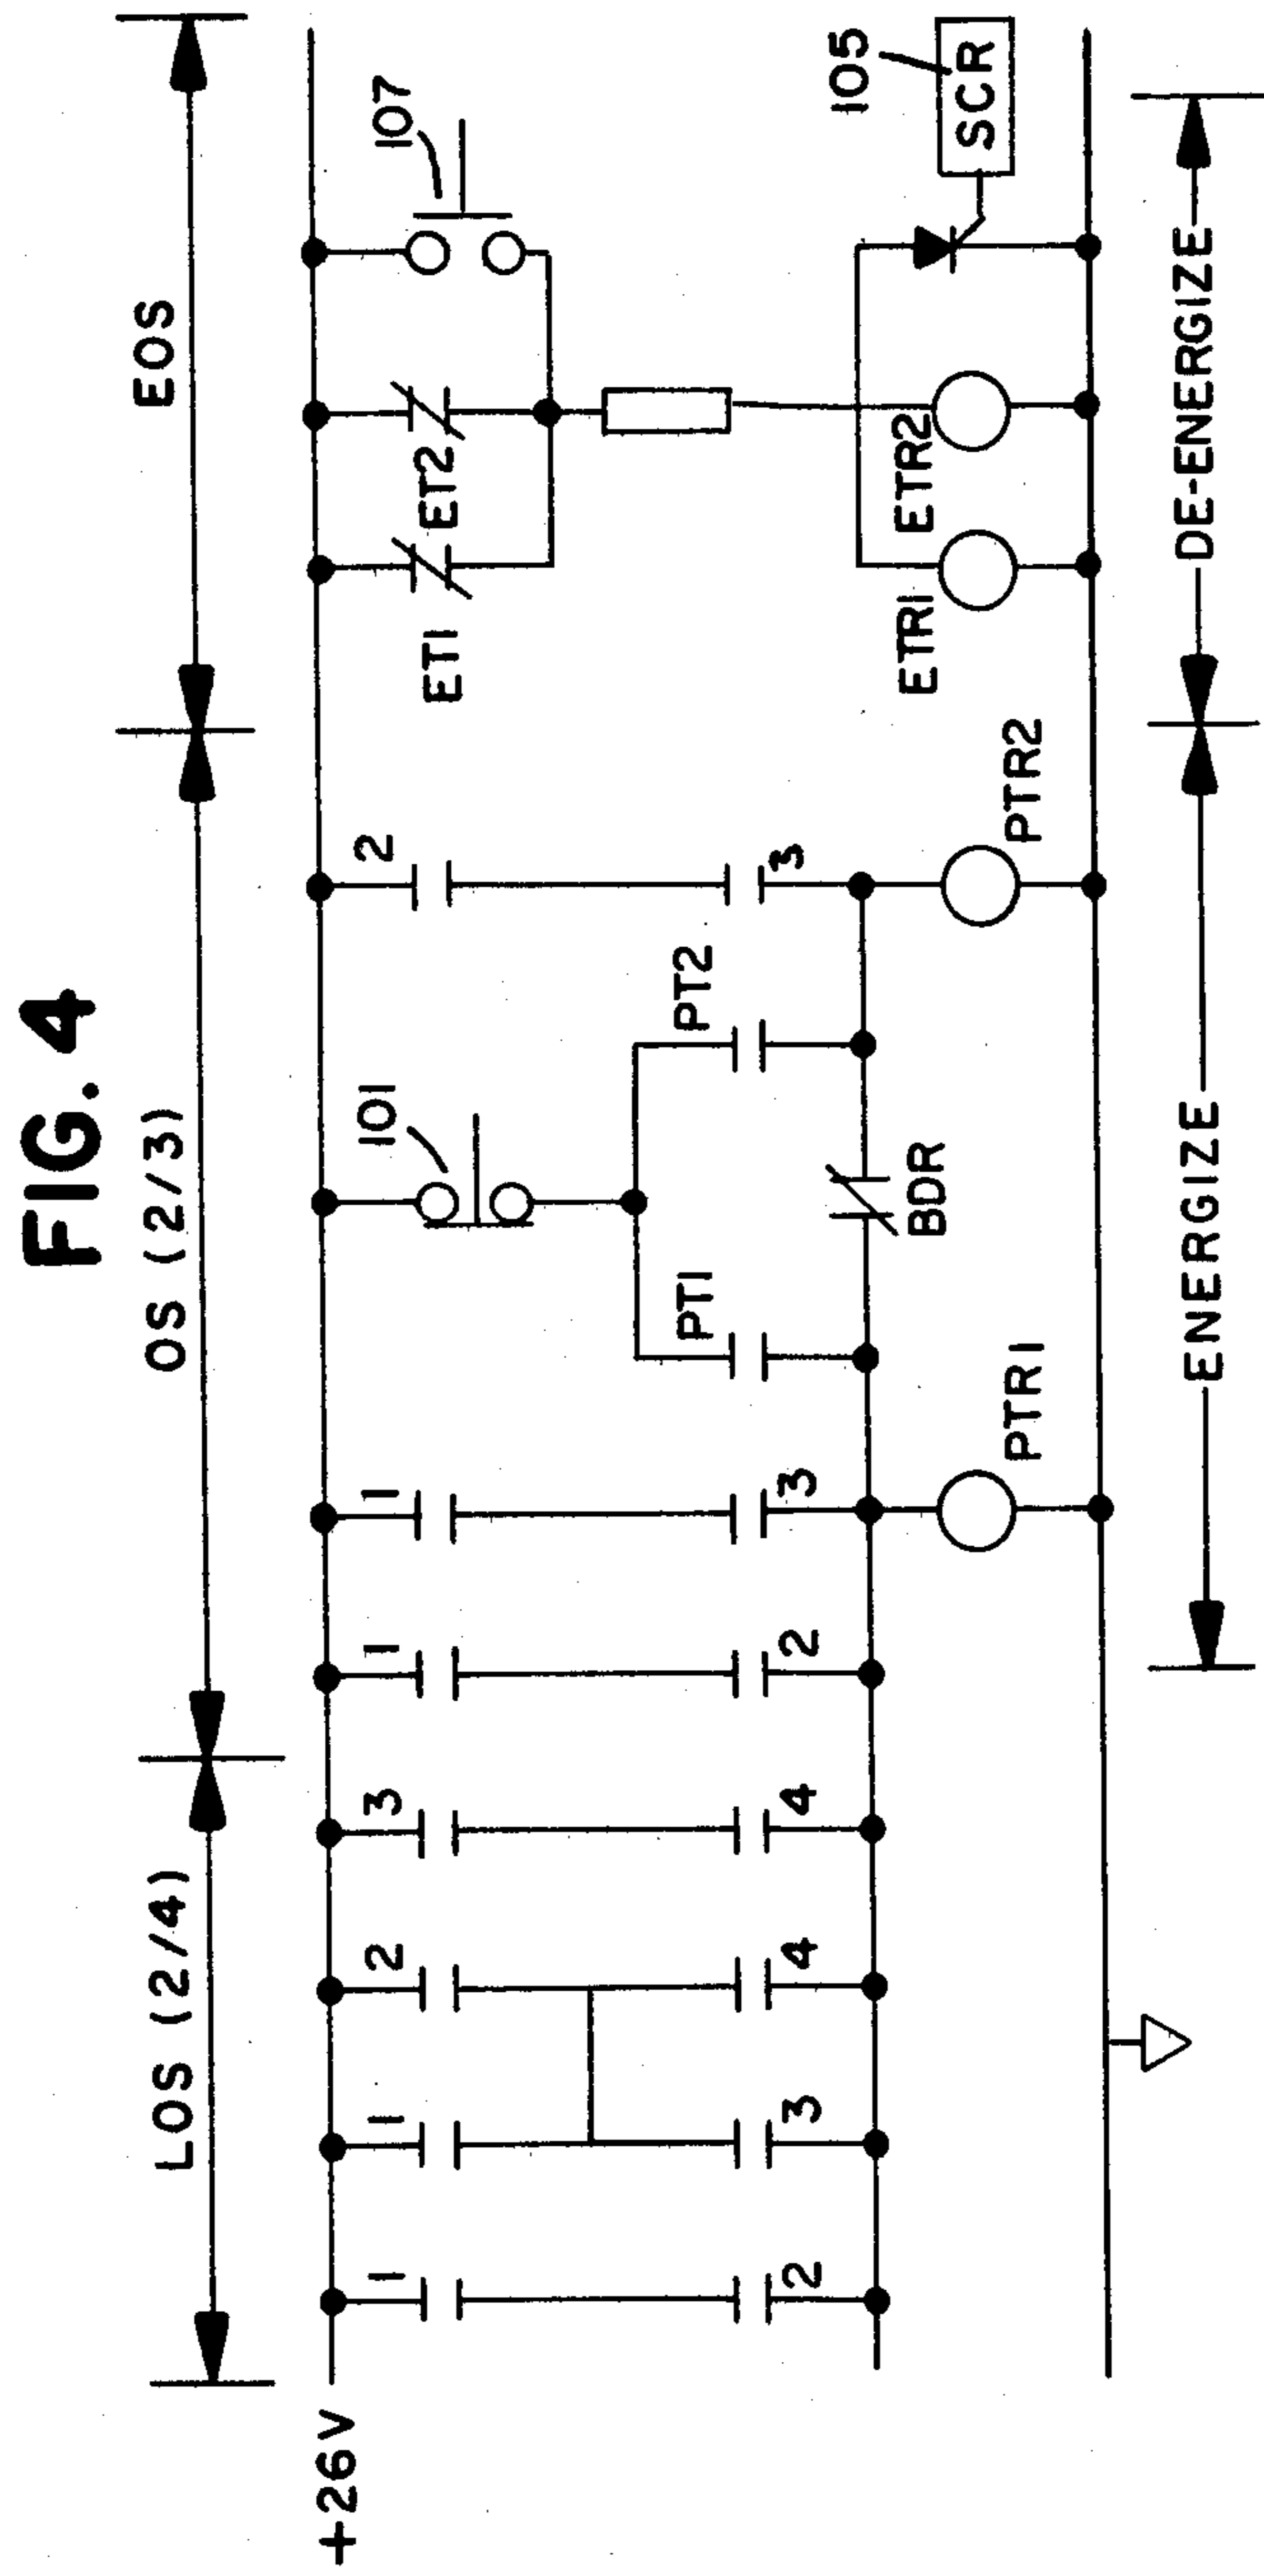 FIG. 4
LOS (2/4)
OS (2/3)
EOS
+26V
1
1
2
3
1
1
101
2
107
ET1
ET2
PT1
PT2
2
3
4
4
2
3
BDR
3
PTR1
PTR2
ETR1
ETR2
105
SCR
ENERGIZE
DE-ENERGIZE